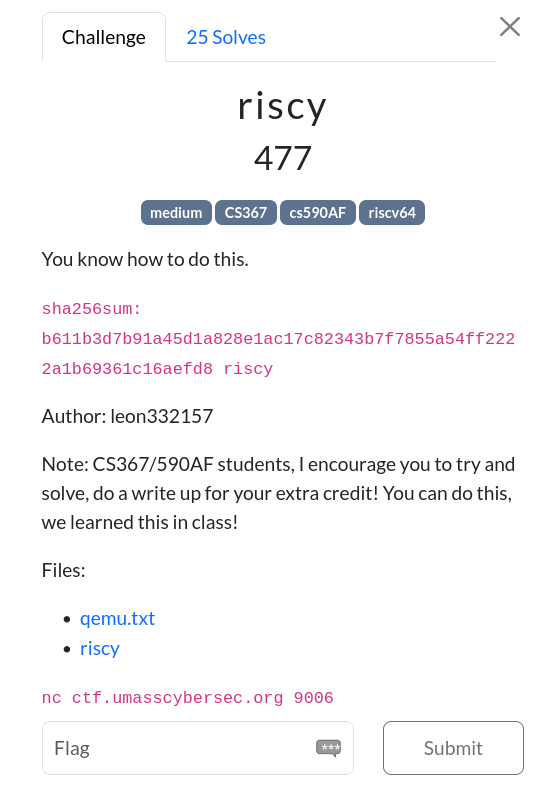 Challenge
25 Solves
riscy
477
medium CS367 cs590AF riscv64
You know how to do this.
sha256sum:
b611b3d7b91a45d1a828e1ac17c82343b7f7855a54ff222
2a1b69361c16aefd8 riscy
Author: leon332157
Note: CS367/590AF students, I encourage you to try and
solve, do a write up for your extra credit! You can do this,
we learned this in class!
Files:
• qemu.txt
• riscy
nc ctf.umasscybersec.org 9006
Flag
***
Submit